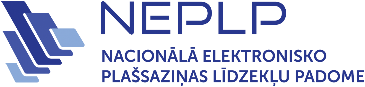 NEPLP
NACIONĀLĀ ELEKTRONISKO
PLAŠSAZIŅAS LĪDZEKĻU PADOME